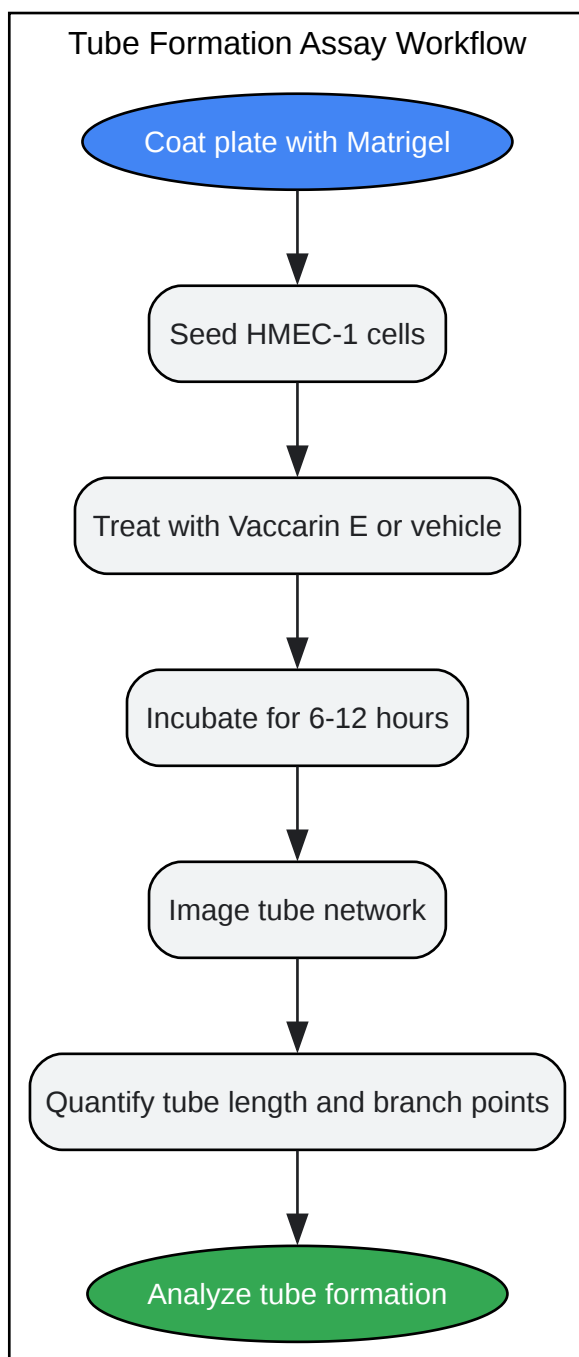 Tube Formation Assay Workflow
Coat plate with Matrigel
Seed HMEC-1 cells
Treat with Vaccarin E or vehicle
Incubate for 6-12 hours
Image tube network
Quantify tube length and branch points
Analyze tube formation